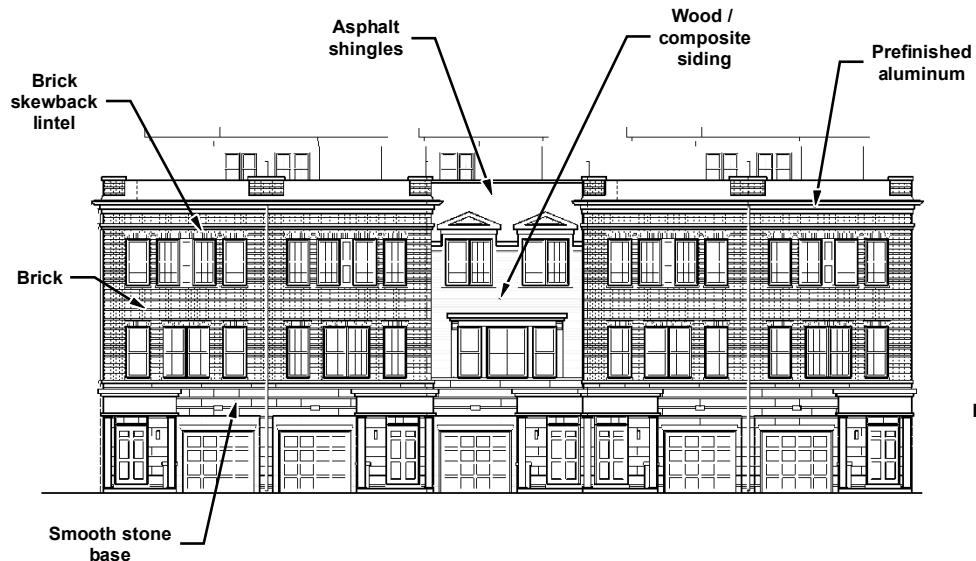 Wood /
composite
siding
Asphalt
shingles
Prefinished
aluminum
Brick
skewback
lintel
Brick
Smooth stone
base